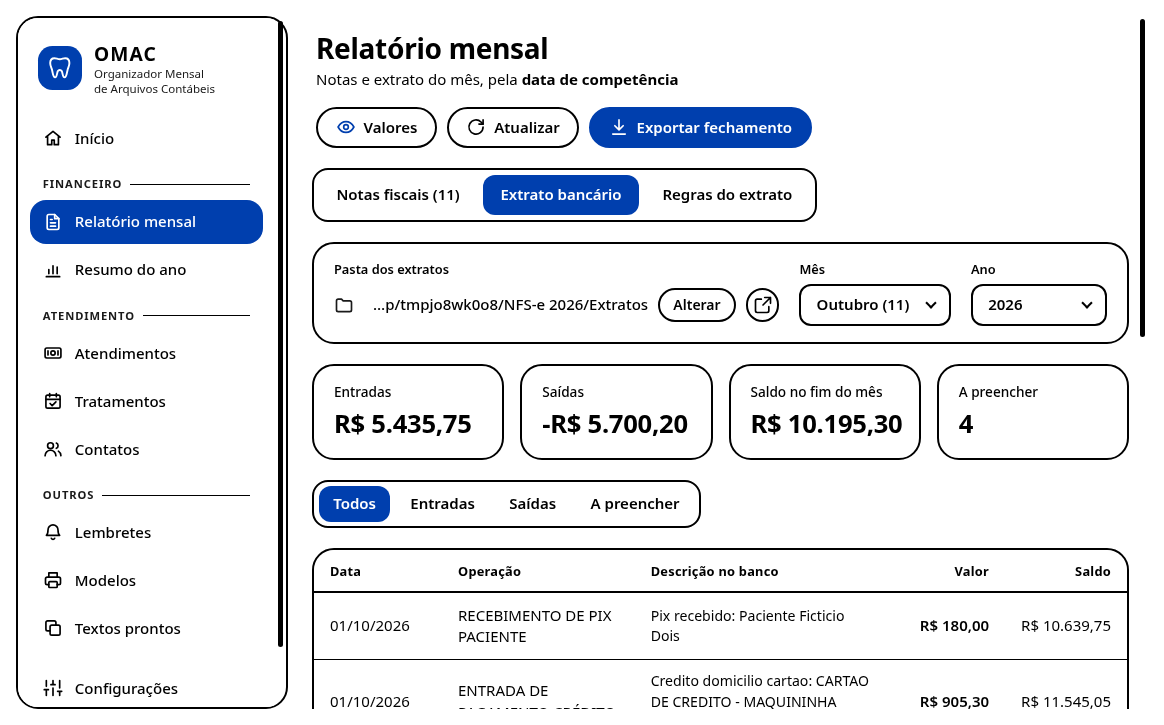 OMAC
Organizador Mensal
de Arquivos Contábeis
Início
FINANCEIRO
Relatório mensal
Resumo do ano
ATENDIMENTO
Atendimentos
Tratamentos
Contatos
OUTROS
Lembretes
Modelos
Textos prontos
Configurações
Relatório mensal
Notas e extrato do mês, pela data de competência
Valores
Atualizar
Exportar fechamento
Notas fiscais (11)
Extrato bancário
Regras do extrato
Pasta dos extratos
...p/tmpjo8wk0o8/NFS-e 2026/Extratos
Alterar
Mês
Outubro (11)
Ano
2026
Entradas
R$ 5.435,75
Saídas
-R$ 5.700,20
Saldo no fim do mês
R$ 10.195,30
A preencher
4
Todos
Entradas
Saídas
A preencher
Data Operação Descrição no banco Valor Saldo
01/10/2026
RECEBIMENTO DE PIX
PACIENTE
Pix recebido: Paciente Ficticio
Dois
R$ 180,00
R$ 10.639,75
01/10/2026
ENTRADA DE
Credito domicilio cartao: CARTAO
DE CREDITO - MAQUININHA
R$ 905,30
R$ 11.545,05